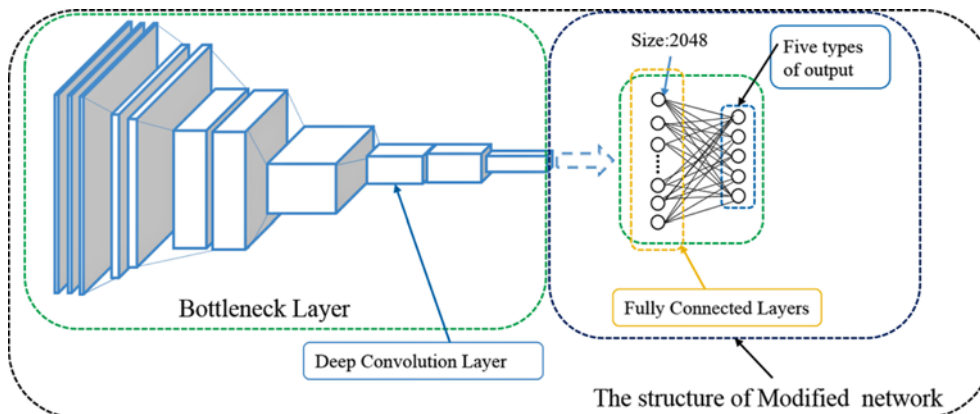 Size:2048
Five types
of output
Bottleneck Layer
Fully Connected Layers
Deep Convolution Layer
The structure of Modified network